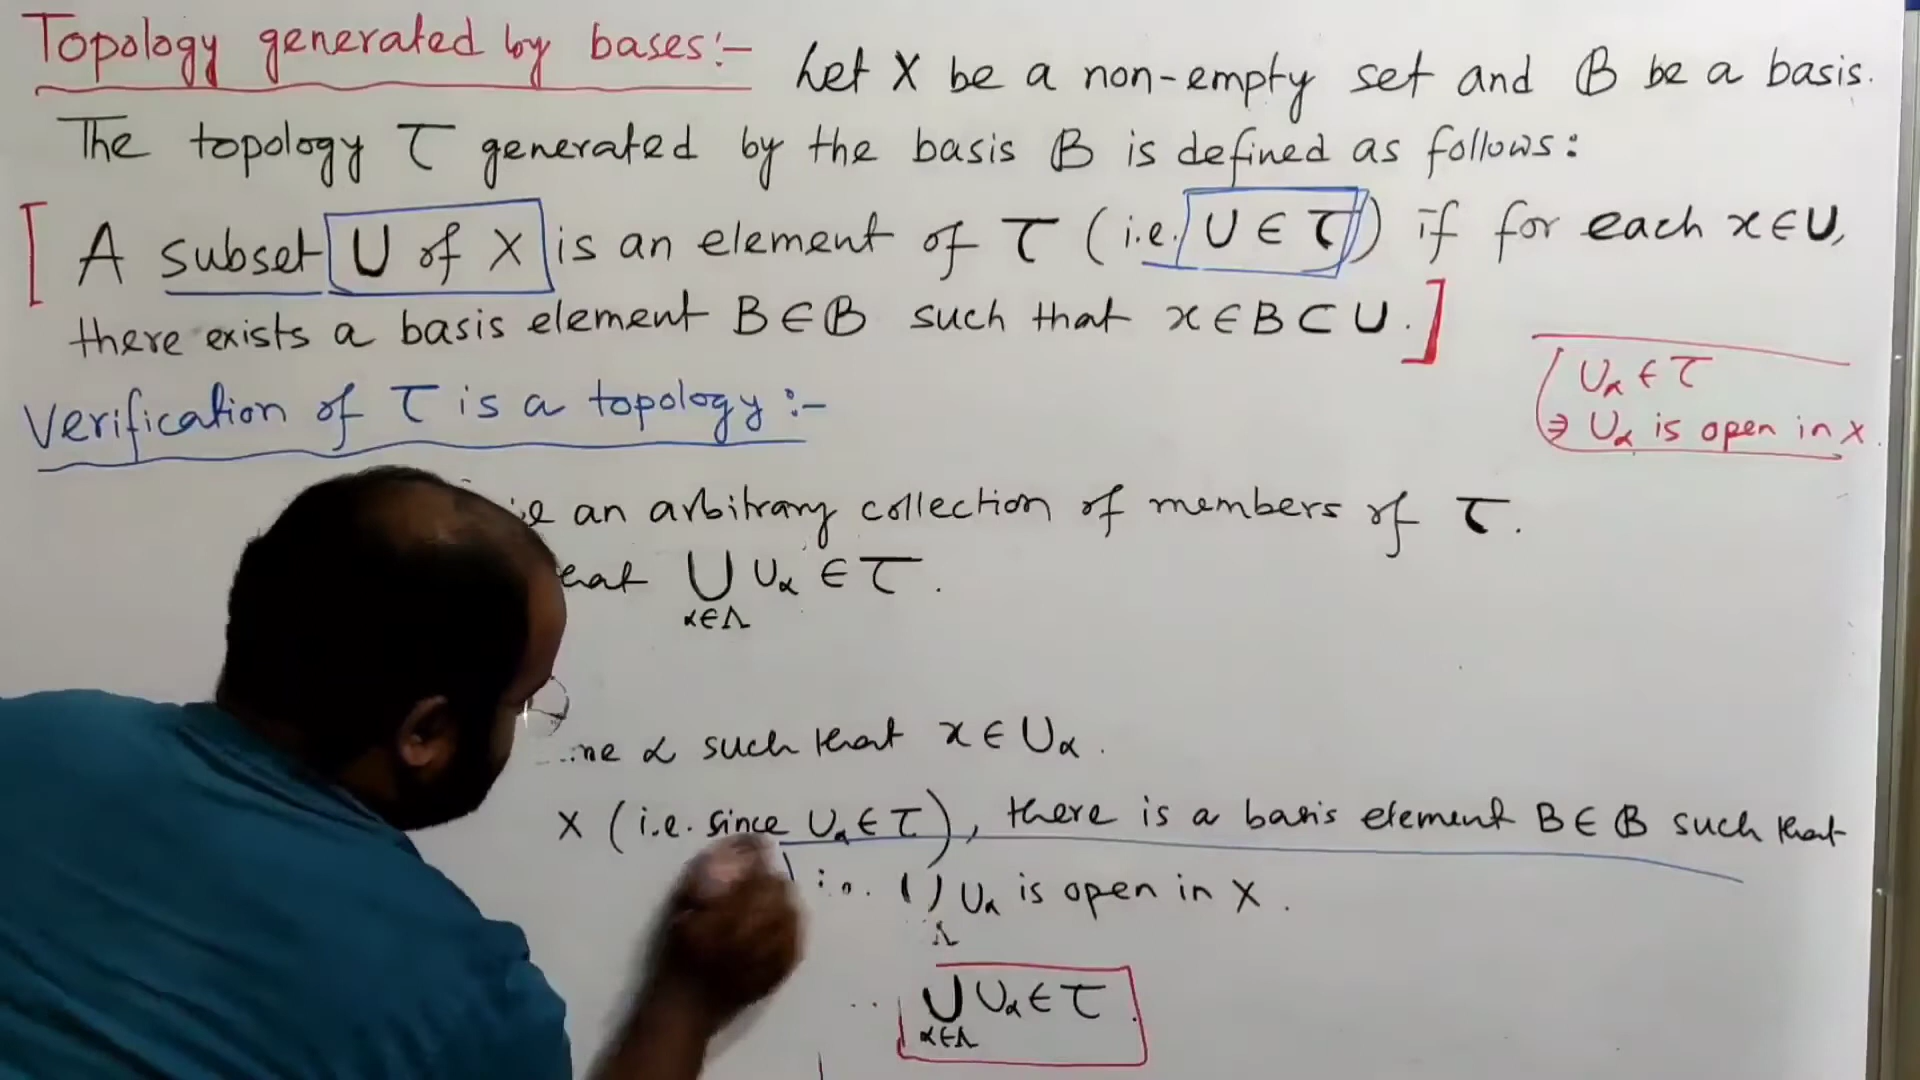 Topology generated by bases:- Let X be a non-empty set and 𝔹 be a basis.
The topology τ generated by the basis 𝔹 is defined as follows:
[ A subset U of X is an element of τ (i.e. U ∈ τ) if for each x ∈ U,
there exists a basis element B ∈ 𝔹 such that x ∈ B ⊂ U. ]
Uα ∈ τ
⇒ Uα is open in X.
Verification of τ is a topology :-
an arbitrary collection of members of τ.
⋃ Uα ∈ τ.
α∈Λ
α such that x ∈ Uα.
X (i.e. since Uα ∈ τ), there is a basis element B ∈ 𝔹 such that
Uα is open in X.
Λ
⋃ Uα ∈ τ
α∈Λ